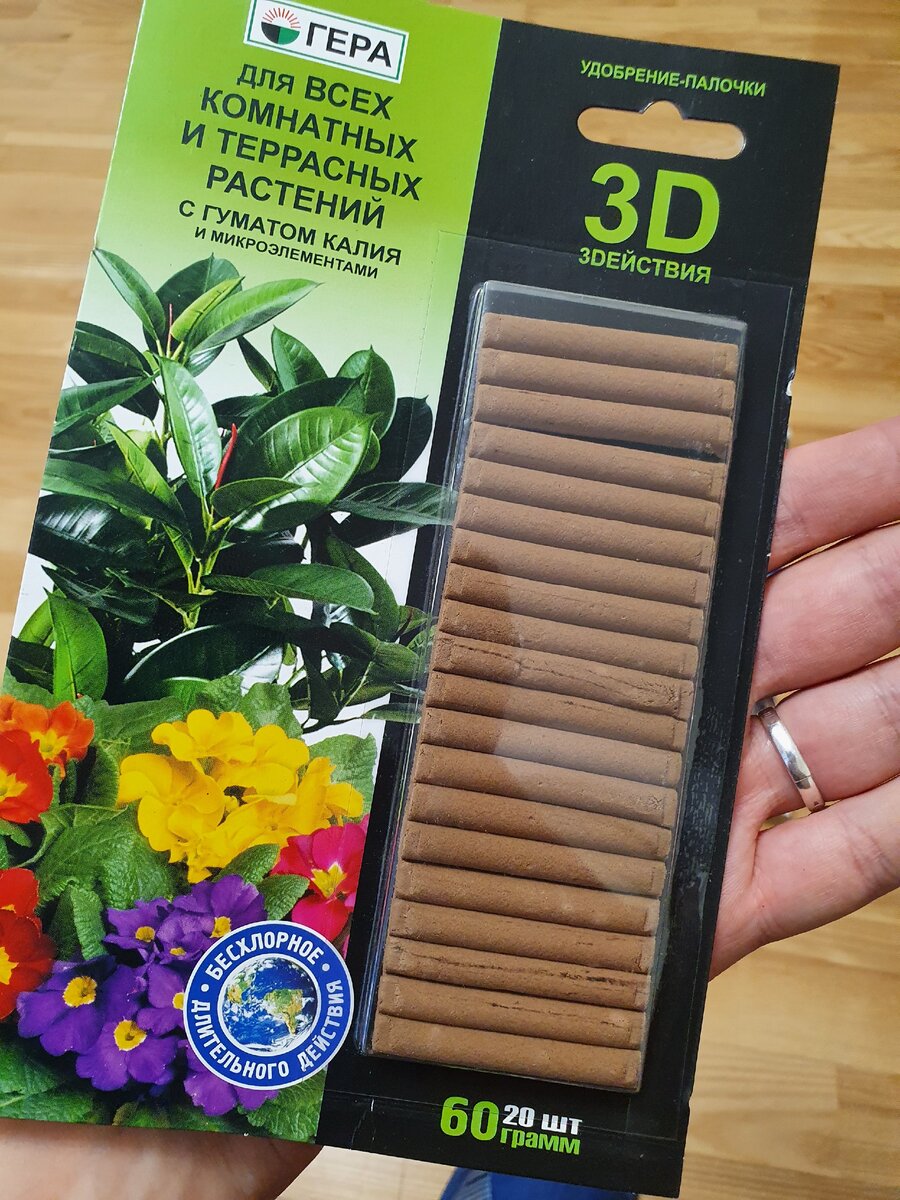 ГЕРА
ДЛЯ ВСЕХ
КОМНАТНЫХ
И ТЕРРАСНЫХ
РАСТЕНИЙ
С ГУМАТОМ КАЛИЯ
И МИКРОЭЛЕМЕНТАМИ
УДОБРЕНИЕ-ПАЛОЧКИ
3D
3DЕЙСТВИЯ
• БЕСХЛОРНОЕ •
ДЛИТЕЛЬНОГО ДЕЙСТВИЯ
60 20 ШТ
грамм